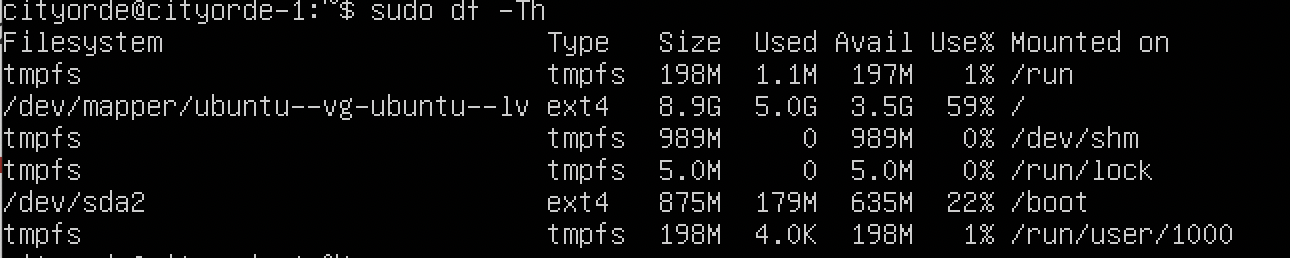 cityorde@cityorde-1:~$ sudo df -Th
Filesystem                        Type   Size  Used Avail Use% Mounted on
tmpfs                             tmpfs  198M  1.1M  197M   1% /run
/dev/mapper/ubuntu--vg-ubuntu--lv ext4   8.9G  5.0G  3.5G  59% /
tmpfs                             tmpfs  989M     0  989M   0% /dev/shm
tmpfs                             tmpfs  5.0M     0  5.0M   0% /run/lock
/dev/sda2                         ext4   875M  179M  635M  22% /boot
tmpfs                             tmpfs  198M  4.0K  198M   1% /run/user/1000